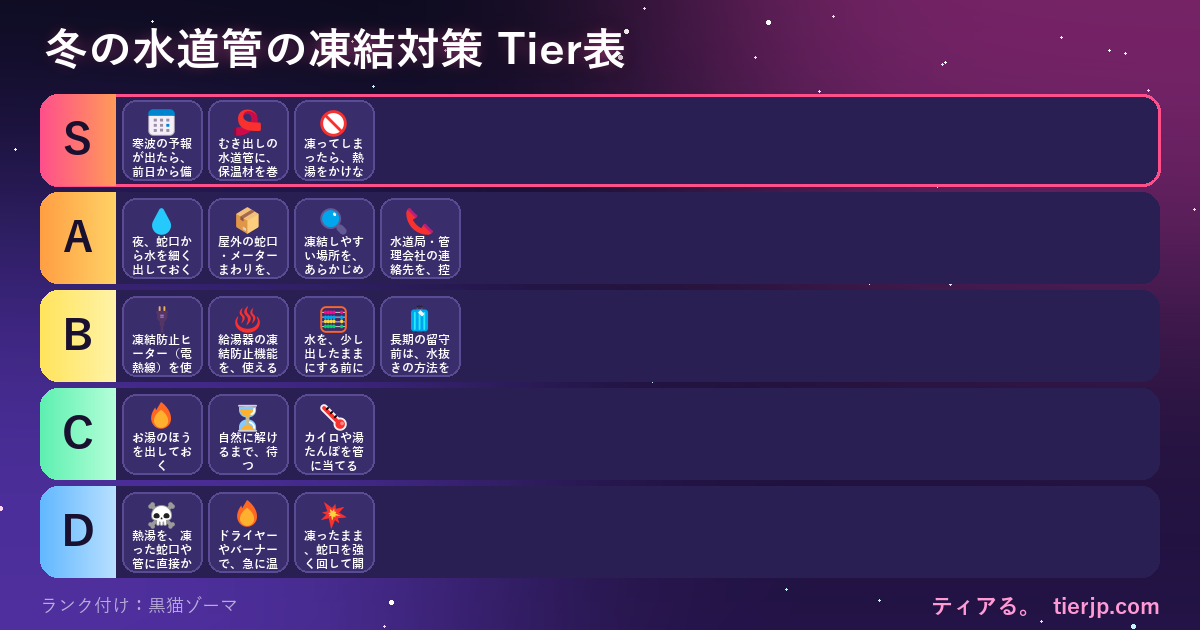 冬の水道管の凍結対策 Tier表
S
寒波の予報
が出たら、
前日から備
むき出しの
水道管に、
保温材を巻
凍ってしま
ったら、熱
湯をかけな
A
夜、蛇口か
ら水を細く
出しておく
屋外の蛇口
・メーター
まわりを、
凍結しやす
い場所を、
あらかじめ
水道局・管
理会社の連
絡先を、控
B
凍結防止ヒ
ーター（電
熱線）を使
給湯器の凍
結防止機能
を、使える
水を、少し
出したまま
にする前に
長期の留守
前は、水抜
きの方法を
C
お湯のほう
を出してお
く
自然に解け
るまで、待
つ
カイロや湯
たんぽを管
に当てる
D
熱湯を、凍
った蛇口や
管に直接か
ドライヤー
やバーナー
で、急に温
凍ったまま
、蛇口を強
く回して開
ランク付け：黒猫ゾーマ
ティアる。 tierjp.com